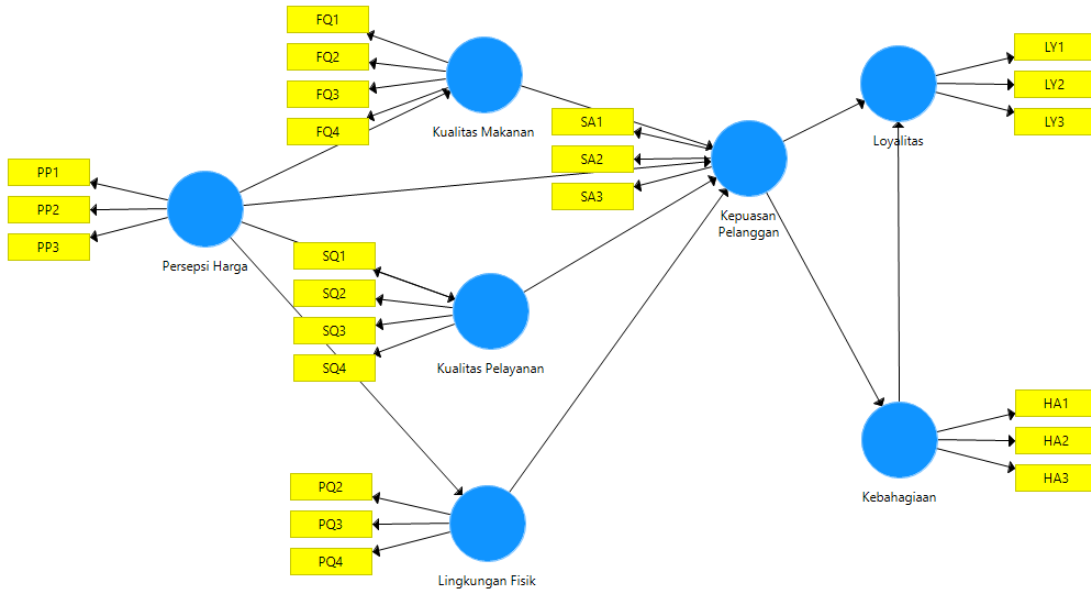 FQ1
FQ2
FQ3
FQ4
Kualitas Makanan
PP1
PP2
PP3
Persepsi Harga
SQ1
SQ2
SQ3
SQ4
Kualitas Pelayanan
PQ2
PQ3
PQ4
Lingkungan Fisik
SA1
SA2
SA3
Kepuasan
Pelanggan
LY1
LY2
LY3
Loyalitas
HA1
HA2
HA3
Kebahagiaan